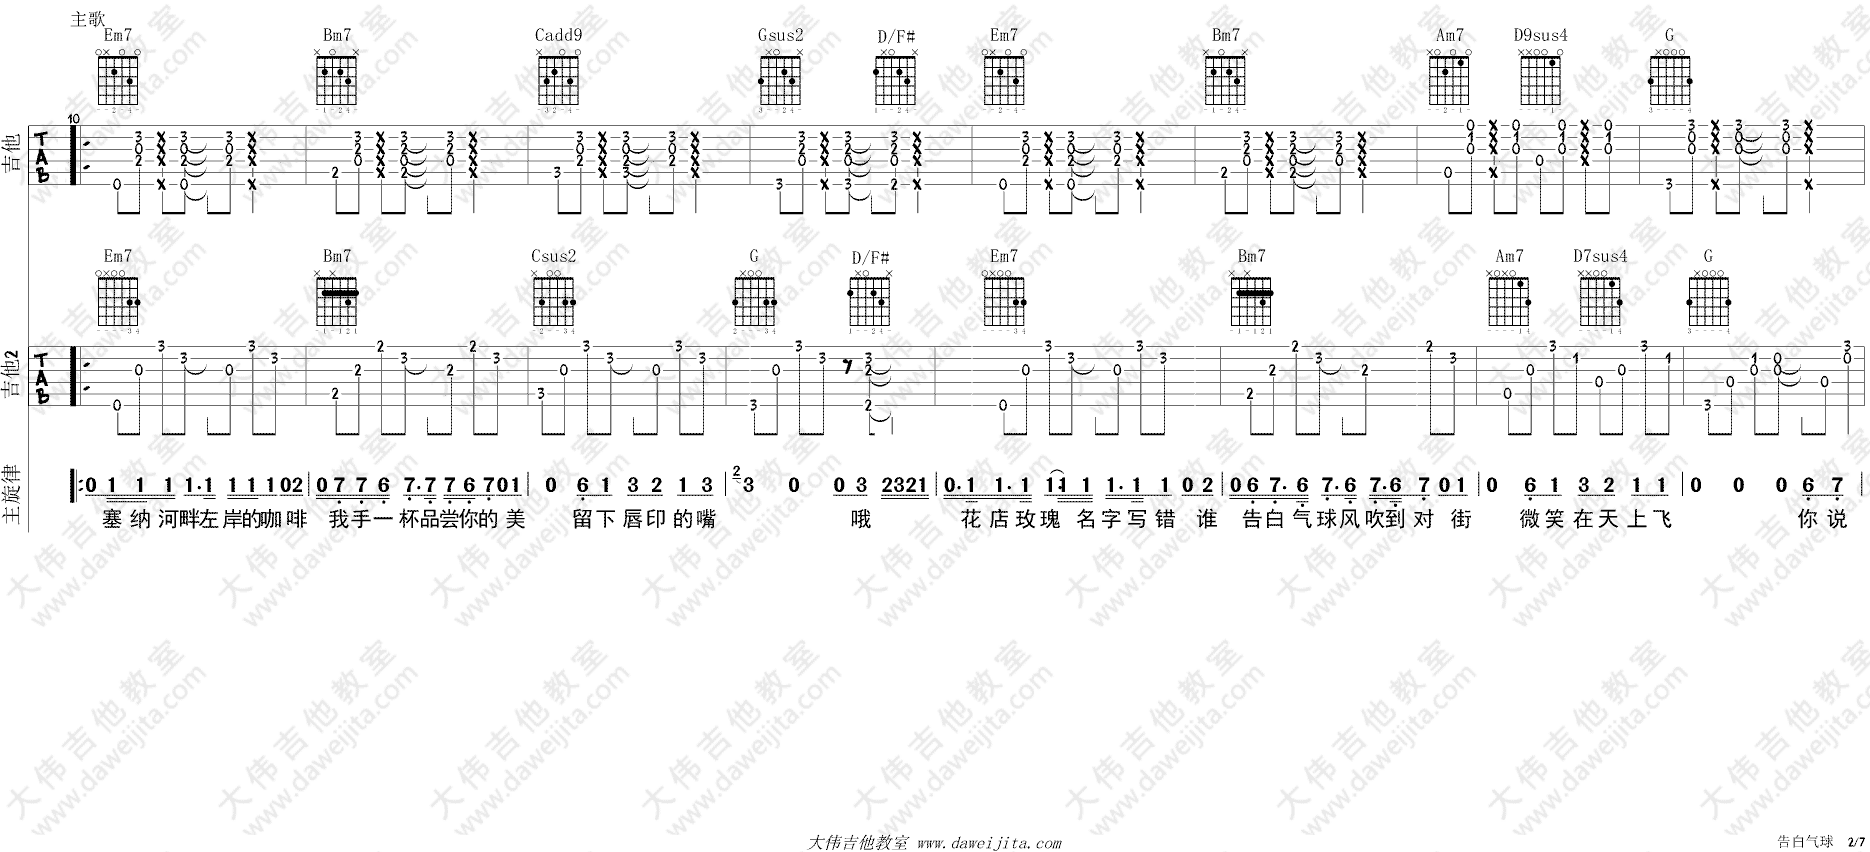 主歌
Em7 Bm7 Cadd9 Gsus2 D/F# Em7 Bm7 Am7 D9sus4 G
10
吉他
TAB
Em7 Bm7 Csus2 G D/F# Em7 Bm7 Am7 D7sus4 G
吉他2
TAB
主旋律
0 1 1 1 1.1 1 1 1 0 2 0 7 7 6 7.7 7 6 7 0 1 0 6 1 3 2 1 3 2 3 0 0 3 2321 0.1 1.1 1 1 1 1.1 1 0 2 0 6 7.6 7.6 7.6 7 0 1 0 6 1 3 2 1 1 0 0 0 6 7
塞纳河畔左岸的咖啡 我手一杯品尝你的美 留下唇印的嘴 哦 花店玫瑰名字写错谁 告白气球风吹到对街 微笑在天上飞 你说
大伟吉他教室 www.daweijita.com
告白气球 2/7